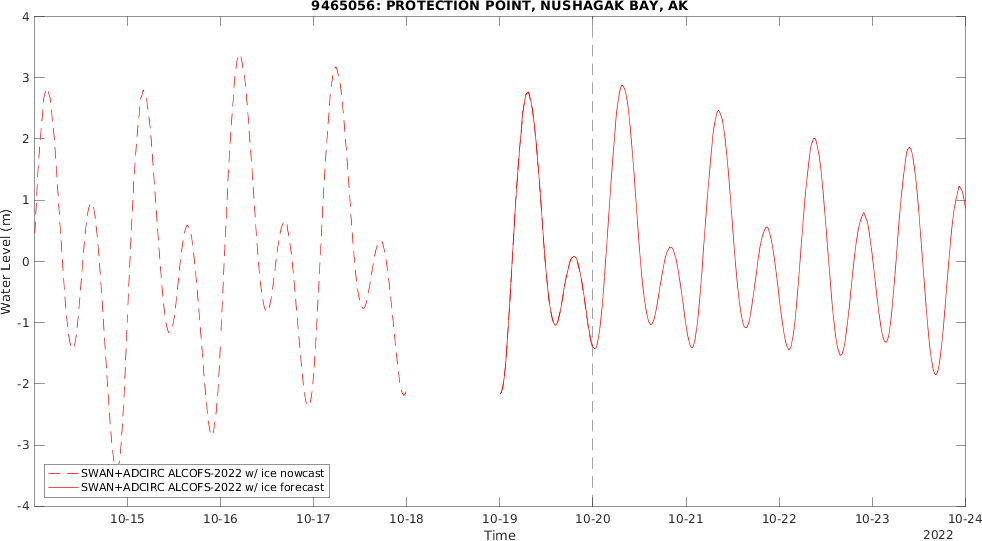 9465056: PROTECTION POINT, NUSHAGAK BAY, AK
4
3
2
1
0
-1
-2
-3
-4
Water Level (m)
SWAN+ADCIRC ALCOFS-2022 w/ ice nowcast
SWAN+ADCIRC ALCOFS-2022 w/ ice forecast
10-15 10-16 10-17 10-18 10-19 10-20 10-21 10-22 10-23 10-24
Time
2022